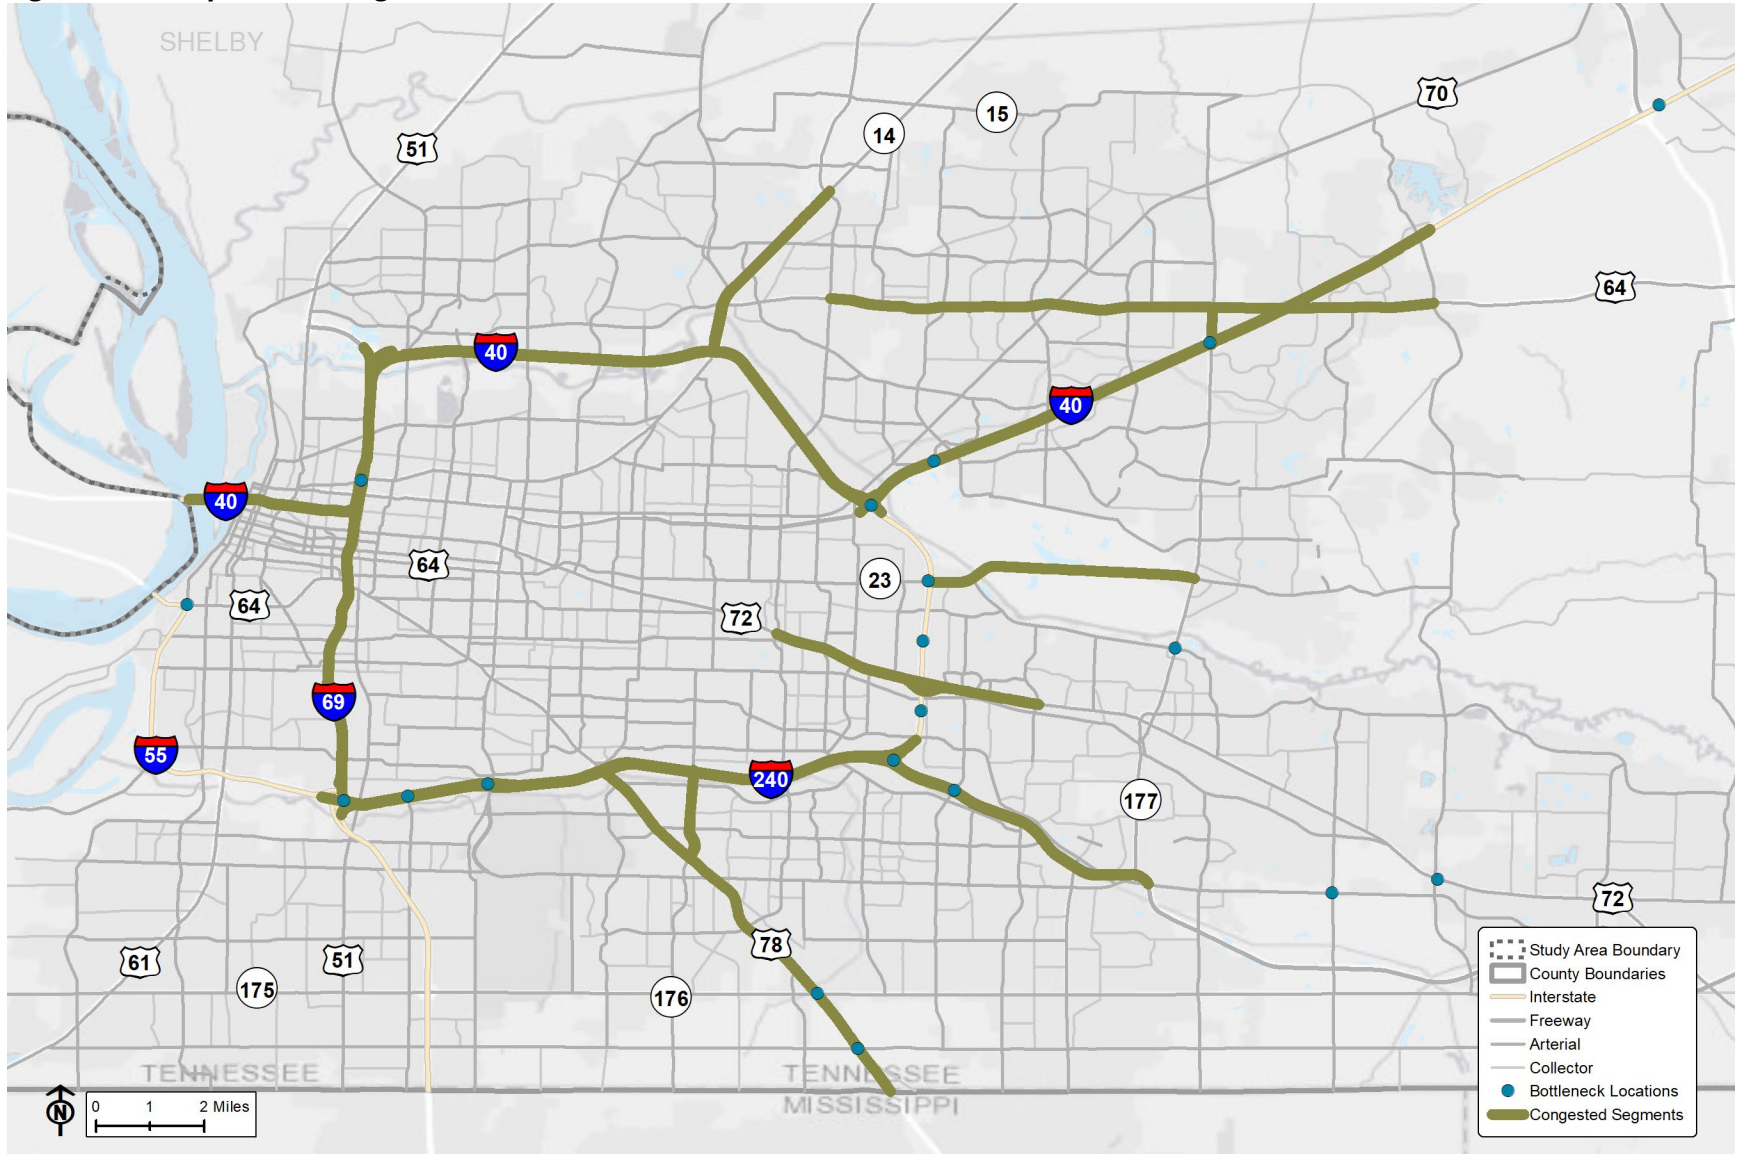 SHELBY
70
15
14
51
64
40
40
40
23
64
64
72
69
55
240
177
72
78
61
51
175
176
Study Area Boundary
County Boundaries
Interstate
Freeway
Arterial
Collector
Bottleneck Locations
Congested Segments
TENNESSEE
TENNESSEE
MISSISSIPPI
N
0 1 2 Miles